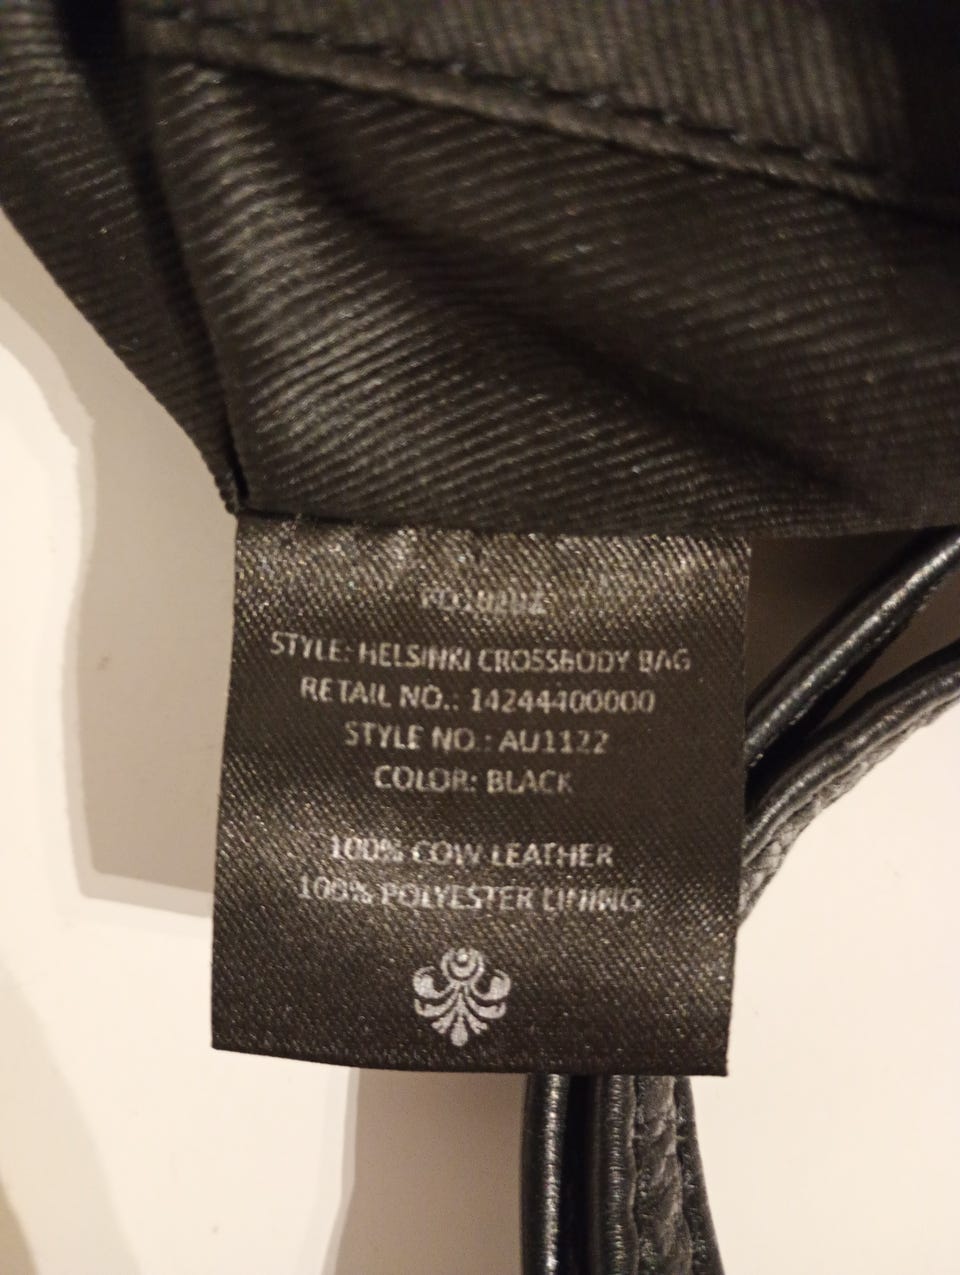 STYLE: HELSINKI CROSSBODY BAG
RETAIL NO.: 14244400000
STYLE NO.: AU1122
COLOR: BLACK
100% COW LEATHER
100% POLYESTER LINING